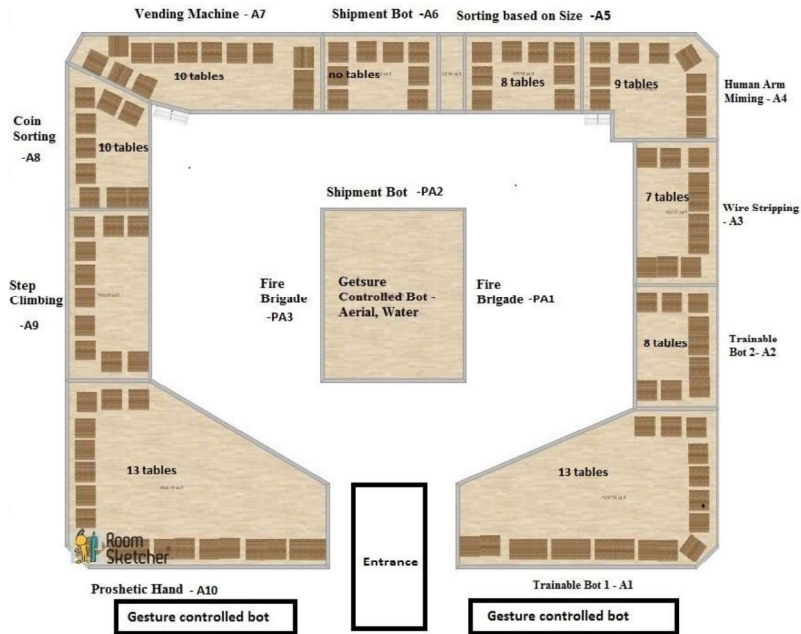 Vending Machine - A7
Shipment Bot -A6
Sorting based on Size -A5
10 tables
no tables
8 tables
9 tables
Human Arm
Miming - A4
Coin
Sorting
-A8
10 tables
7 tables
Wire Stripping
- A3
Shipment Bot -PA2
Step
Climbing
-A9
Fire
Brigade
-PA3
Getsure
Controlled Bot -
Aerial, Water
Fire
Brigade -PA1
8 tables
Trainable
Bot 2- A2
13 tables
13 tables
Room
Sketcher
Entrance
Proshetic Hand - A10
Trainable Bot 1 - A1
Gesture controlled bot
Gesture controlled bot